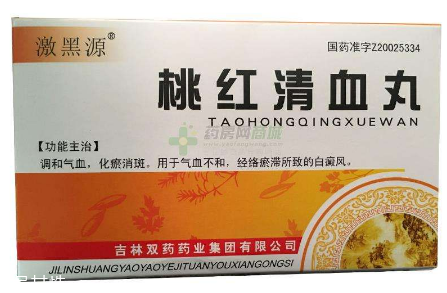 激黑源®
国药准字Z20025334
桃红清血丸
TAOHONGQINGXUEWAN
药房网商城
【功能主治】
调和气血，化瘀消斑。用于气血不和，经络瘀滞所致的白癜风。
吉林双药药业集团有限公司
JILINSHUANGYAOYAOYEJITUANYOUXIANGONGSI